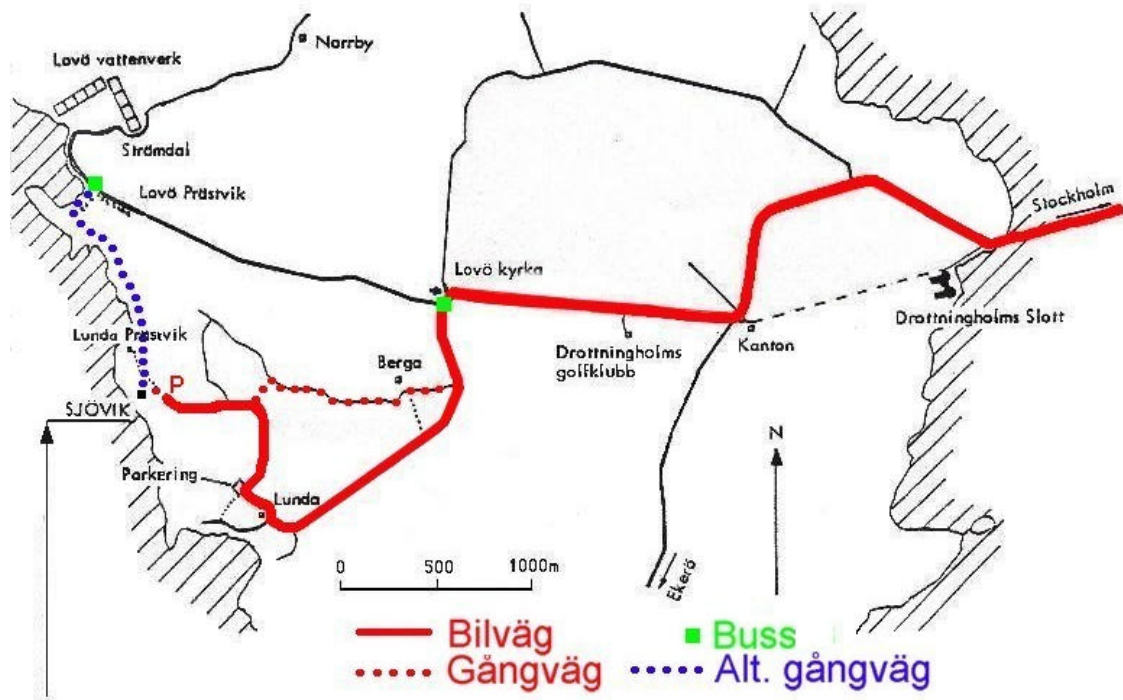 Norrby
Lovö vattenverk
Strömdal
Lovö Prästvik
Stockholm
Lovö kyrka
Drottningholms Slott
Lunda Prästvik
Berga
Drottningholms
golfklubb
Kanton
P
SJÖVIK
N
Parkering
Lunda
0 500 1000m
Ekerö
Bilväg
Buss
Gångväg
Alt. gångväg